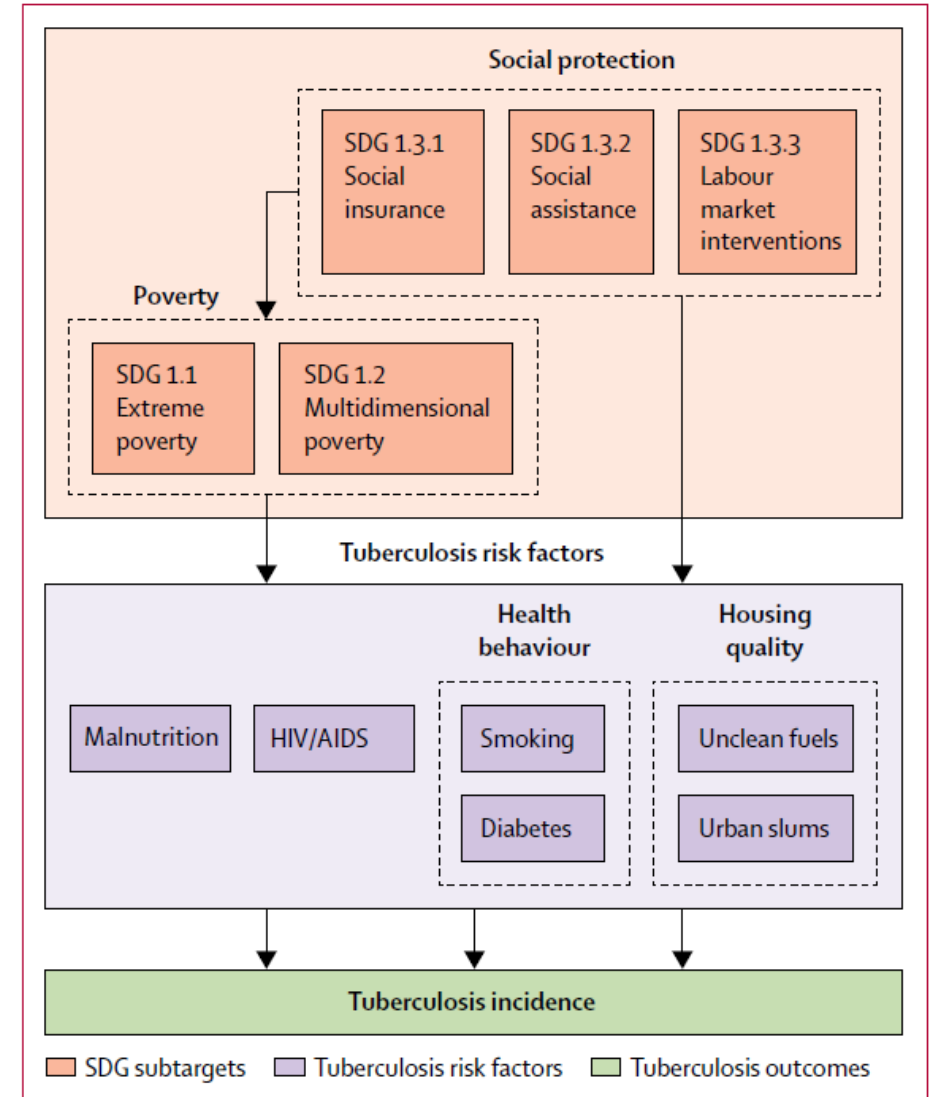 Social protection
SDG 1.3.1
Social
insurance
SDG 1.3.2
Social
assistance
SDG 1.3.3
Labour
market
interventions
Poverty
SDG 1.1
Extreme
poverty
SDG 1.2
Multidimensional
poverty
Tuberculosis risk factors
Malnutrition
HIV/AIDS
Health
behaviour
Smoking
Diabetes
Housing
quality
Unclean fuels
Urban slums
Tuberculosis incidence
SDG subtargets
Tuberculosis risk factors
Tuberculosis outcomes